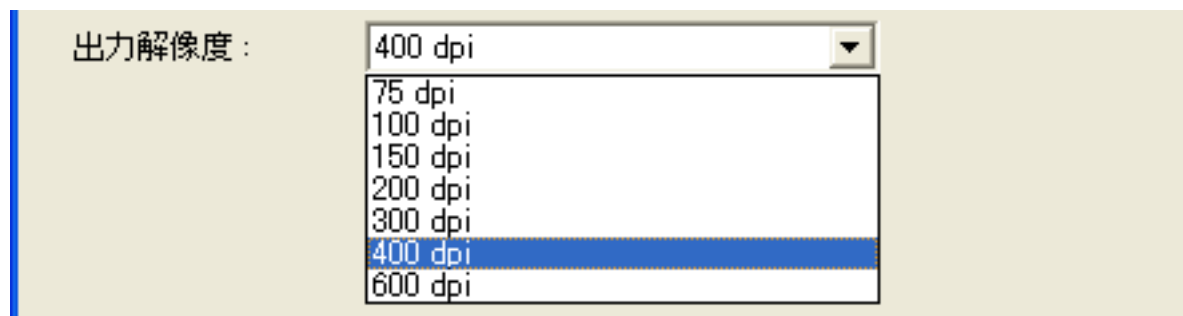 出力解像度：
400 dpi
75 dpi
100 dpi
150 dpi
200 dpi
300 dpi
400 dpi
600 dpi